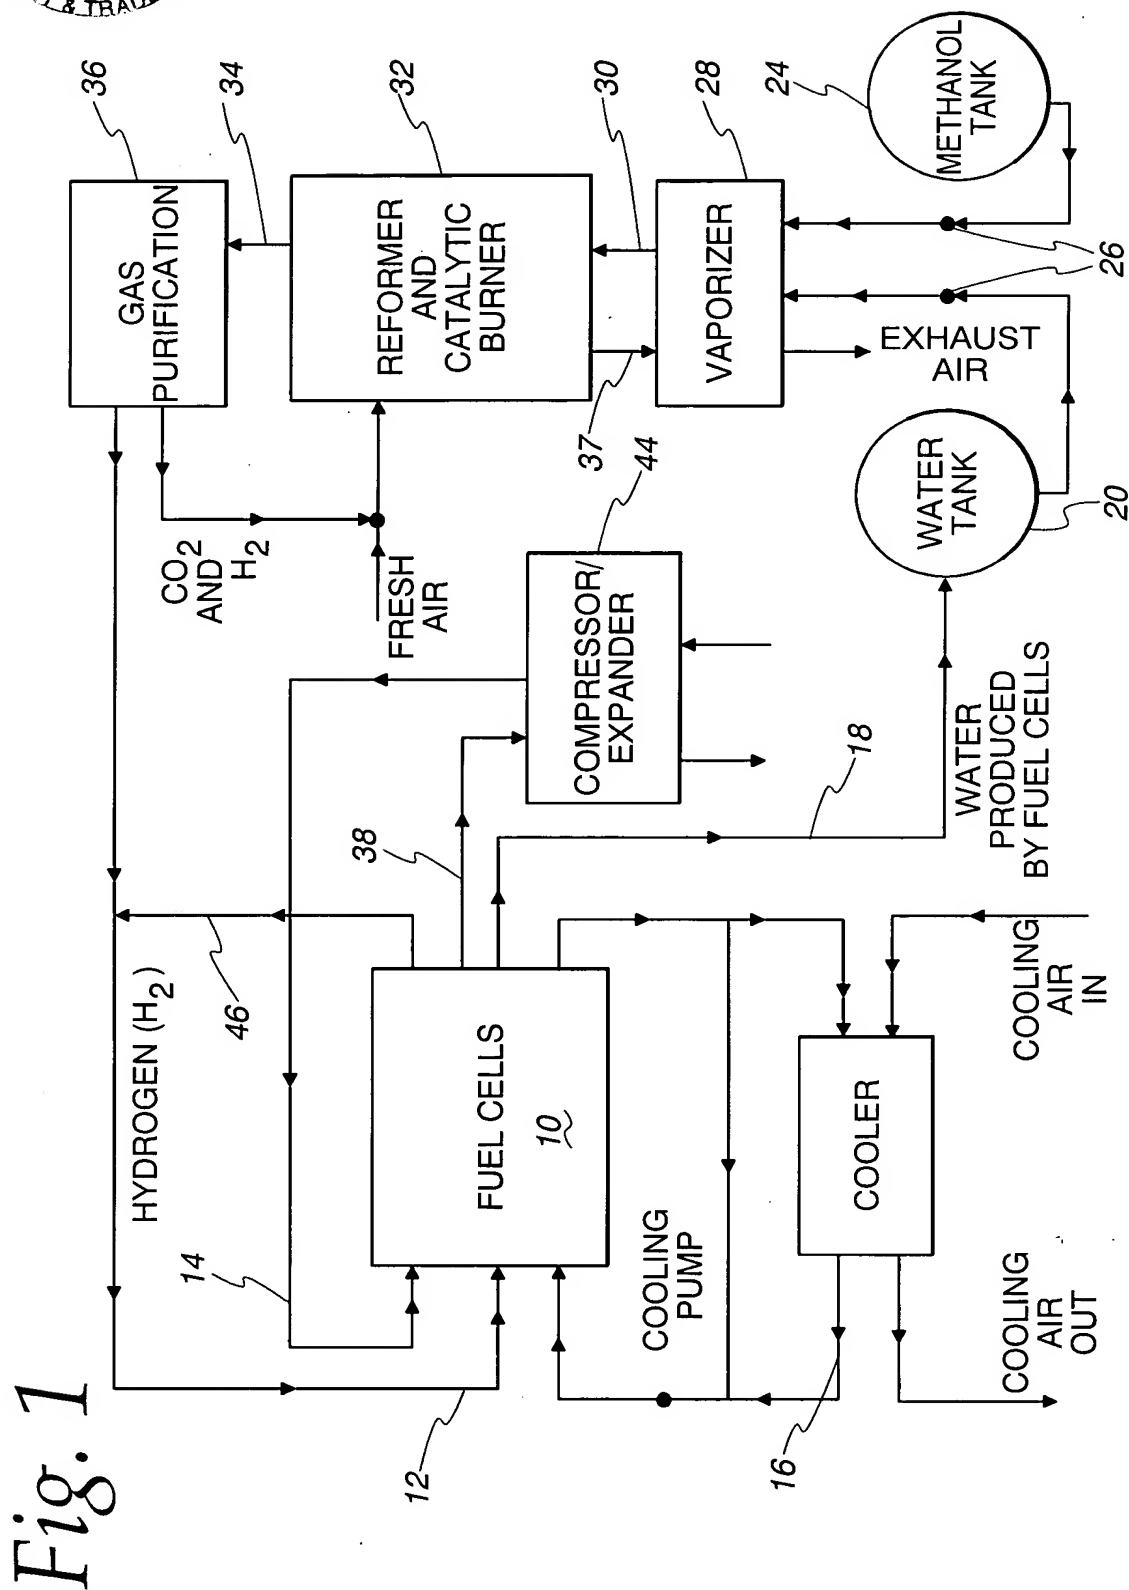 Fig. 1
& TRAD
36
34
32
30
28
24
GAS
PURIFICATION
REFORMER
AND
CATALYTIC
BURNER
VAPORIZER
METHANOL
TANK
26
EXHAUST
AIR
37
44
CO2
AND
H2
FRESH
AIR
COMPRESSOR/
EXPANDER
WATER
TANK
20
HYDROGEN (H2)
46
38
18
WATER
PRODUCED
BY FUEL CELLS
14
FUEL CELLS
10
COOLING
PUMP
COOLER
COOLING
AIR
IN
COOLING
AIR
OUT
12
16